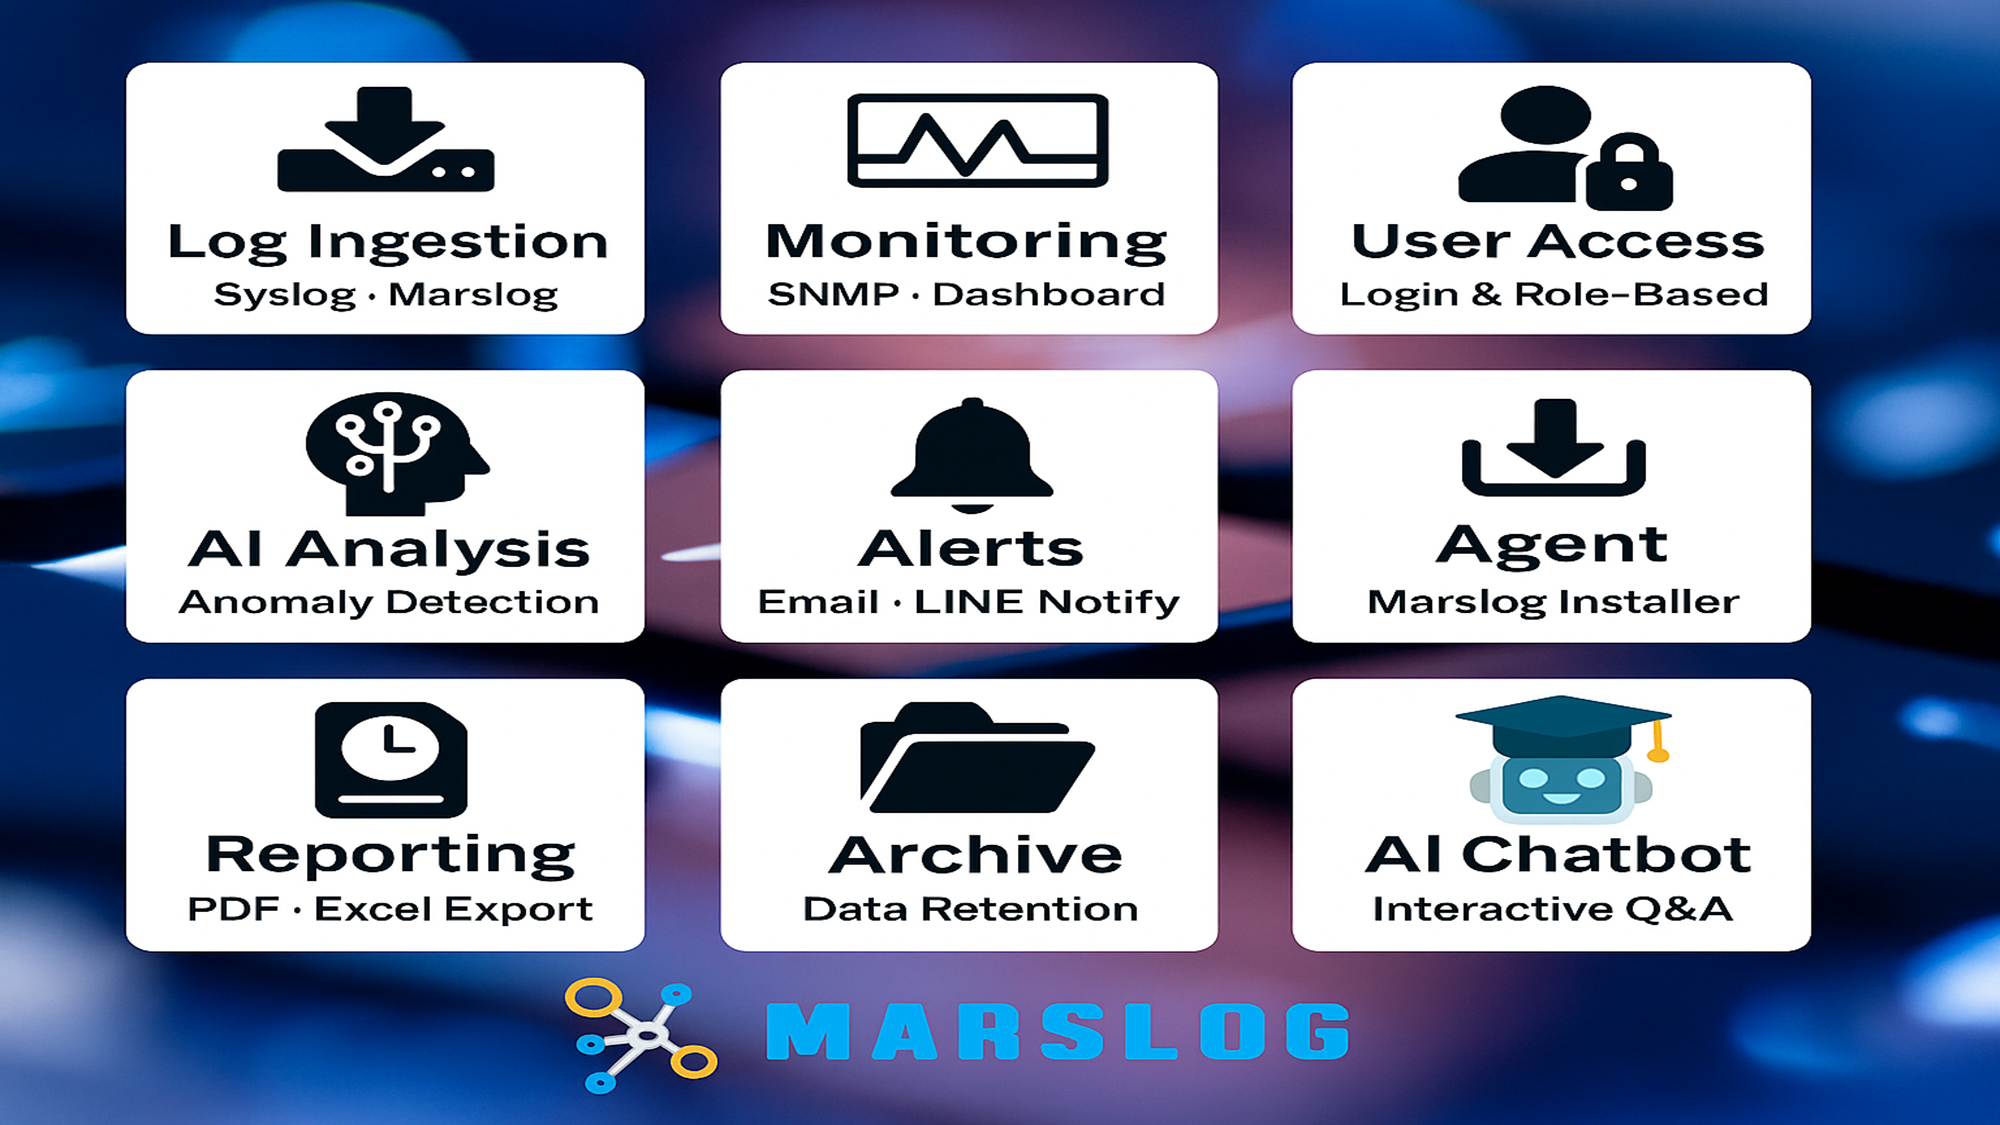 Log Ingestion
Syslog · Marslog
Monitoring
SNMP · Dashboard
User Access
Login & Role-Based
AI Analysis
Anomaly Detection
Alerts
Email · LINE Notify
Agent
Marslog Installer
Reporting
PDF · Excel Export
Archive
Data Retention
AI Chatbot
Interactive Q&A
MARSLOG